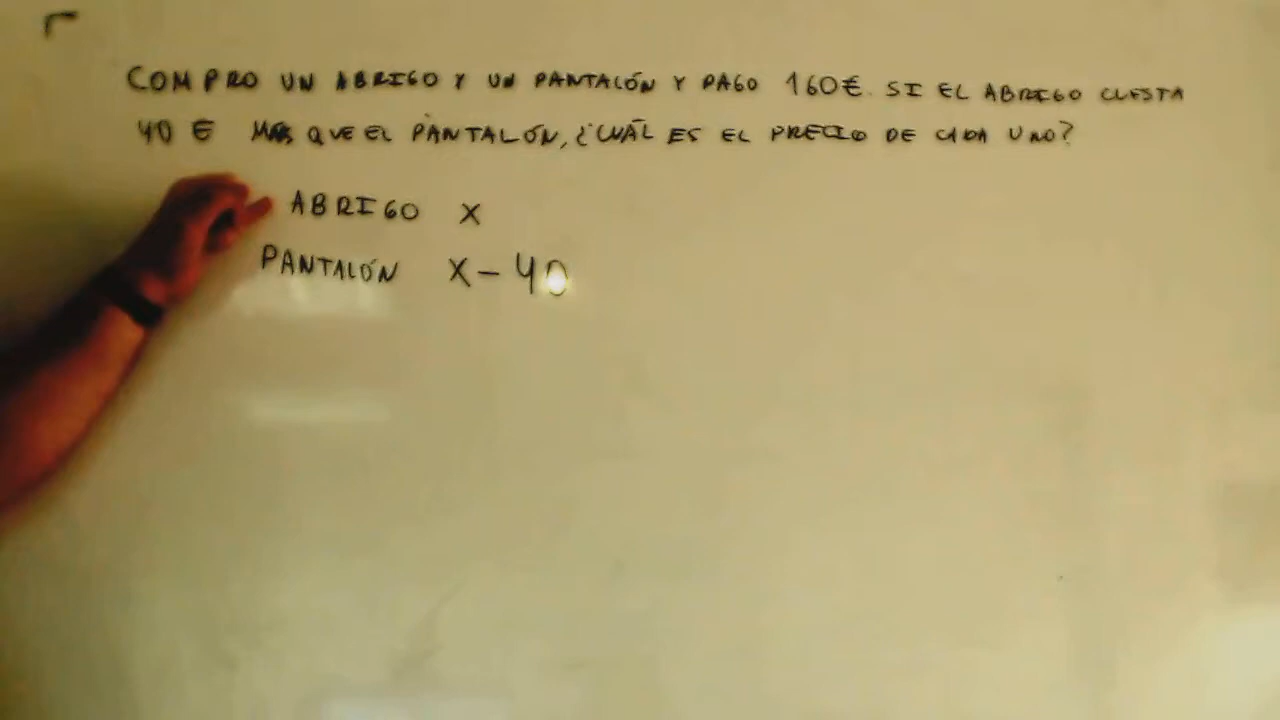 COMPRO UN ABRIGO Y UN PANTALÓN Y PAGO 160€. SI EL ABRIGO CUESTA
40 € MÁS QUE EL PANTALÓN, ¿CUÁL ES EL PRECIO DE CADA UNO?
ABRIGO X
PANTALÓN X - 40